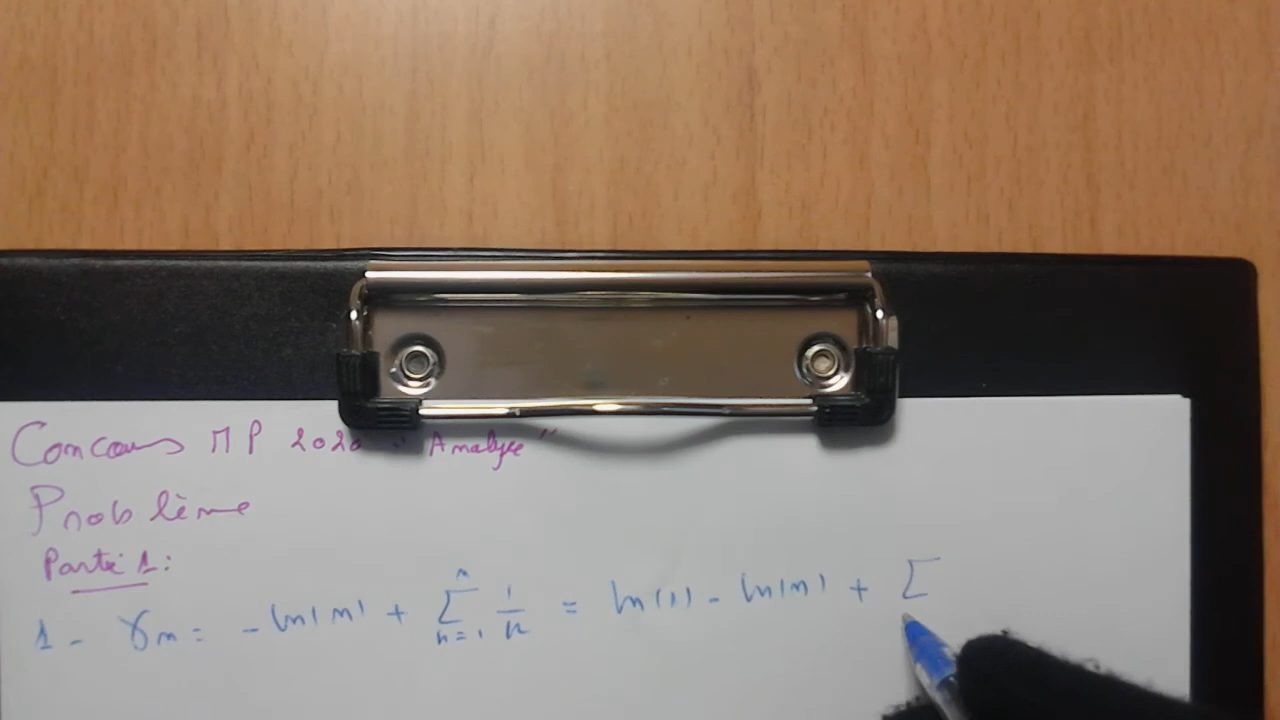 Concours MP 2020 "Analyse"
Problème
Partie 1:
1 - γn = - ln(n) + ∑_{k=1}^{n} 1/k = ln(1) - ln(n) + ∑